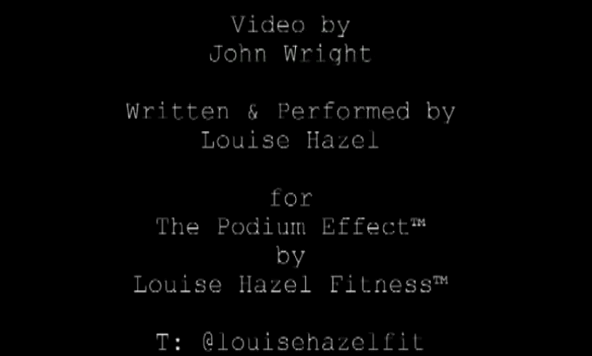 Video by
John Wright
Written & Performed by
Louise Hazel
for
The Podium Effect™
by
Louise Hazel Fitness™
T: @louisehazelfit